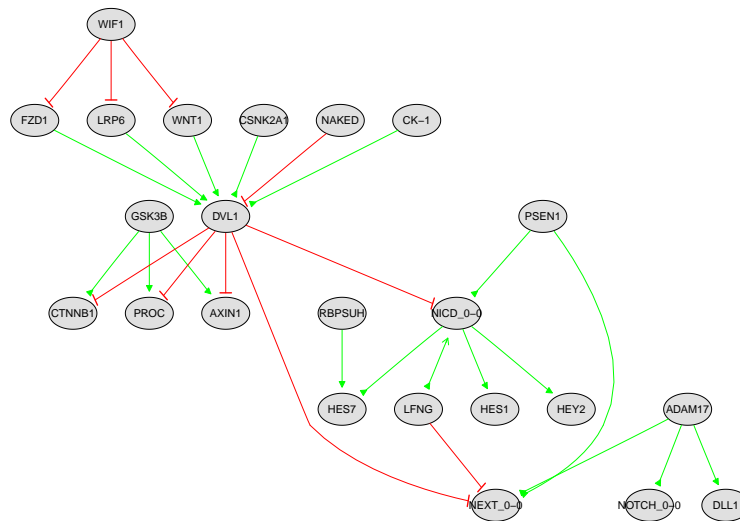 WIF1
FZD1 LRP6 WNT1 CSNK2A1 NAKED CK−1
GSK3B DVL1 PSEN1
CTNNB1 PROC AXIN1 RBPSUH NICD_0−0
HES7 LFNG HES1 HEY2 ADAM17
NEXT_0−0 NOTCH_0−0 DLL1